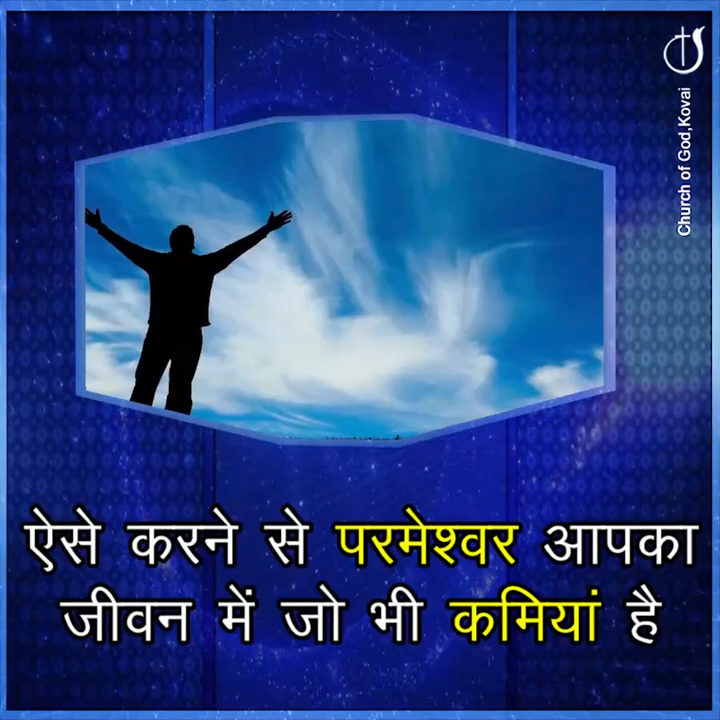 Church of God,Kovai
ऐसे करने से परमेश्वर आपका
जीवन में जो भी कमियां है